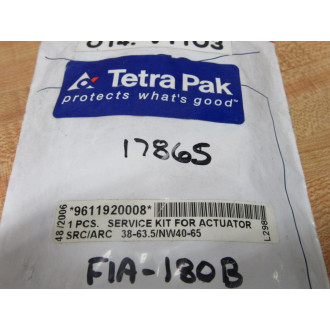 Tetra Pak
protects what's good™
17865
*9611920008*
1 PCS. SERVICE KIT FOR ACTUATOR
SRC/ARC 38-63.5/NW40-65
48/2006
L298
F1A-180B